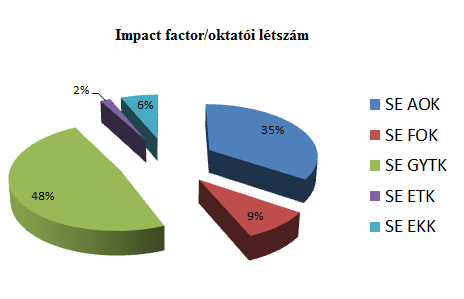 Impact factor/oktatói létszám
2%
6%
35%
48%
9%
SE AOK
SE FOK
SE GYTK
SE ETK
SE EKK